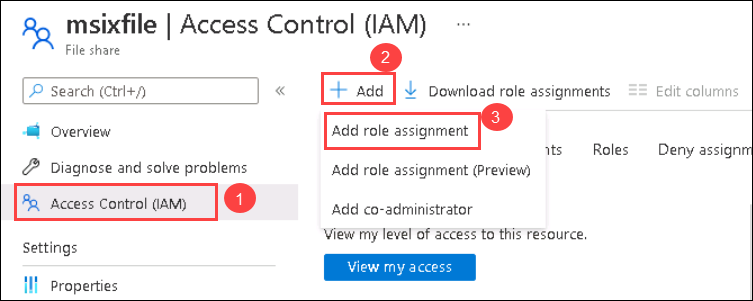 msixfile | Access Control (IAM) ...
File share
Search (Ctrl+/) «
Overview
Diagnose and solve problems
Access Control (IAM) 1
Settings
Properties
2
+ Add Download role assignments Edit columns
Add role assignment 3
Add role assignment (Preview)
Add co-administrator
nts Roles Deny assignm
View my level of access to this resource.
View my access